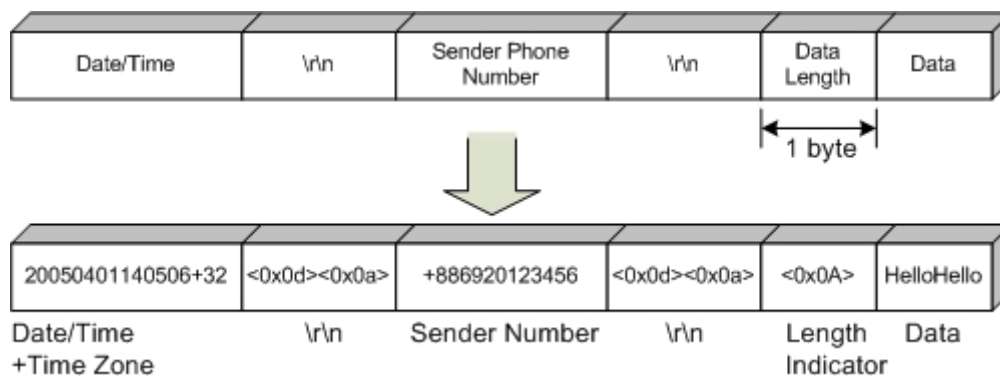 Date/Time
\r\n
Sender Phone
Number
\r\n
Data
Length
Data
1 byte
20050401140506+32
<0x0d><0x0a>
+886920123456
<0x0d><0x0a>
<0x0A>
HelloHello
Date/Time
+Time Zone
\r\n
Sender Number
\r\n
Length
Indicator
Data